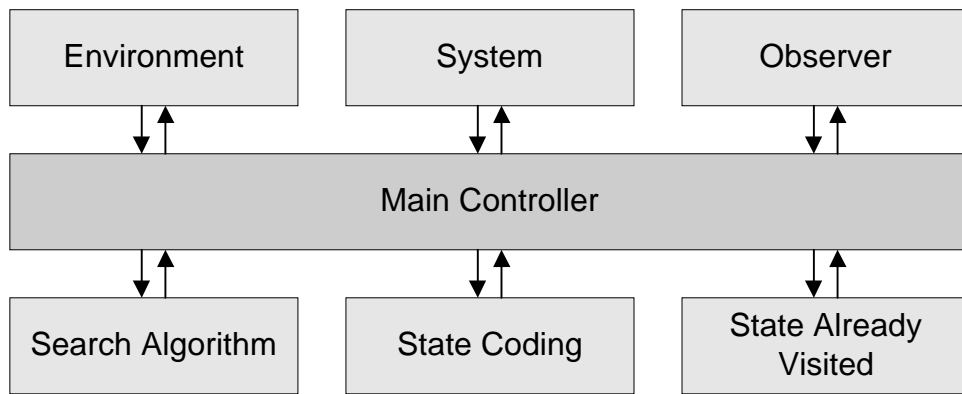 Environment
System
Observer
Main Controller
Search Algorithm
State Coding
State Already
Visited